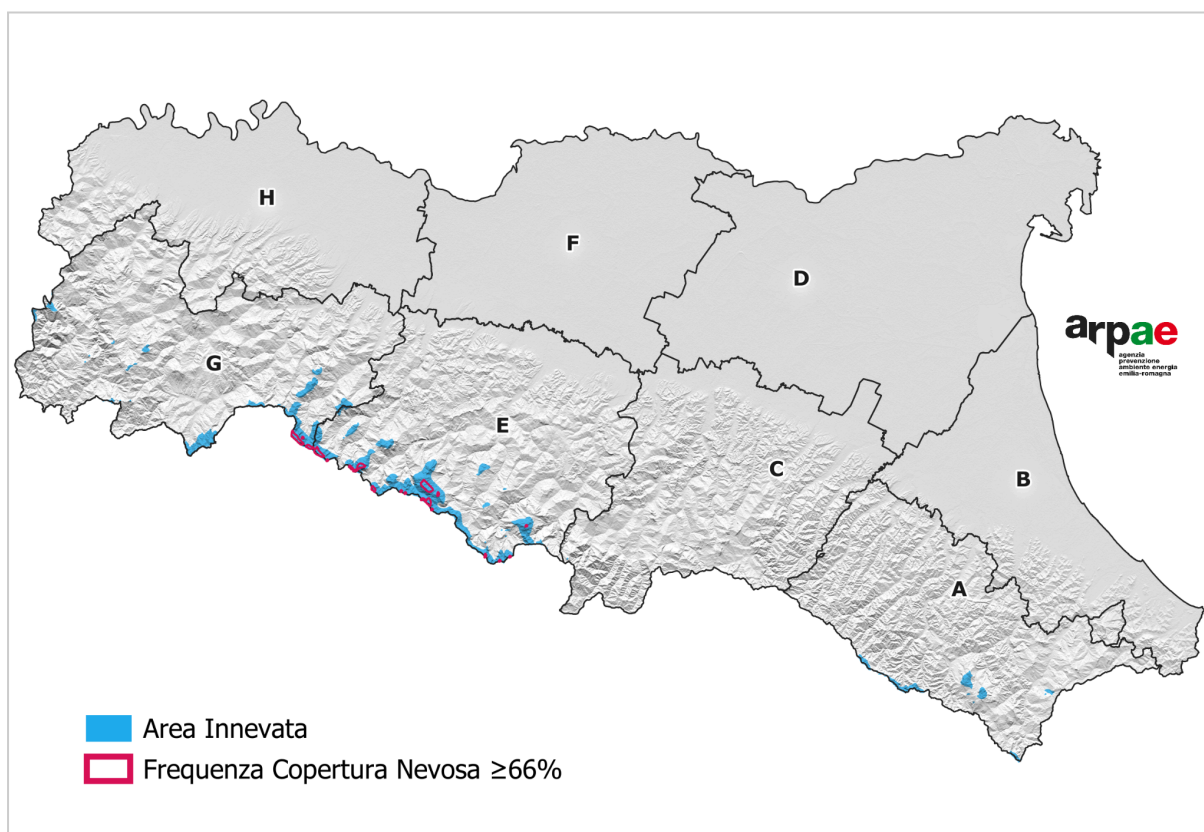 H
F
D
G
E
C
B
A
arpae
agenzia
prevenzione
ambiente energia
emilia-romagna
Area Innevata
Frequenza Copertura Nevosa ≥66%